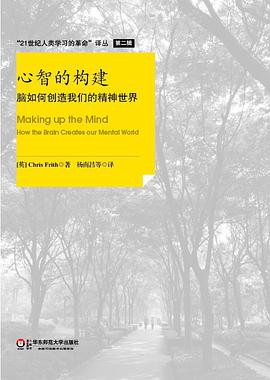 “21世纪人类学习的革命”译丛 第二辑
心智的构建
脑如何创造我们的精神世界
Making up the Mind
How the Brain Creates our Mental World
[英] Chris Frith◎著 杨南昌等◎译
华东师范大学出版社